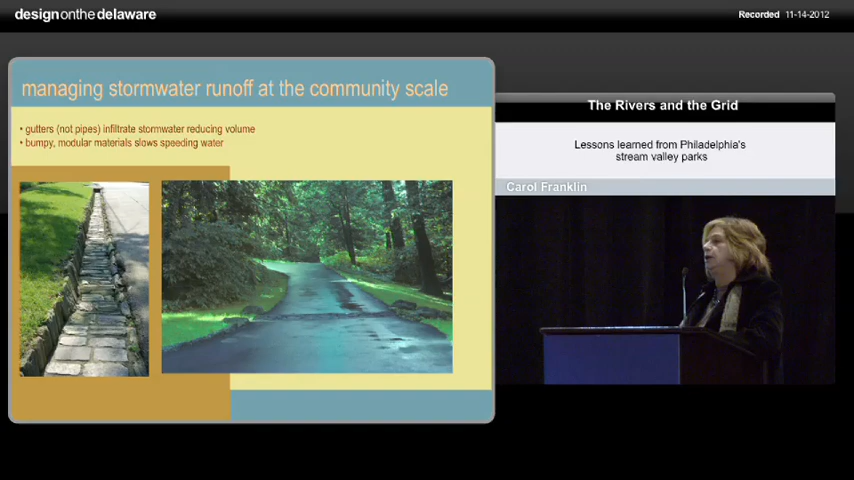 designonthedelaware
Recorded 11-14-2012
managing stormwater runoff at the community scale
• gutters (not pipes) infiltrate stormwater reducing volume
• bumpy, modular materials slows speeding water
The Rivers and the Grid
Lessons learned from Philadelphia's
stream valley parks
Carol Franklin